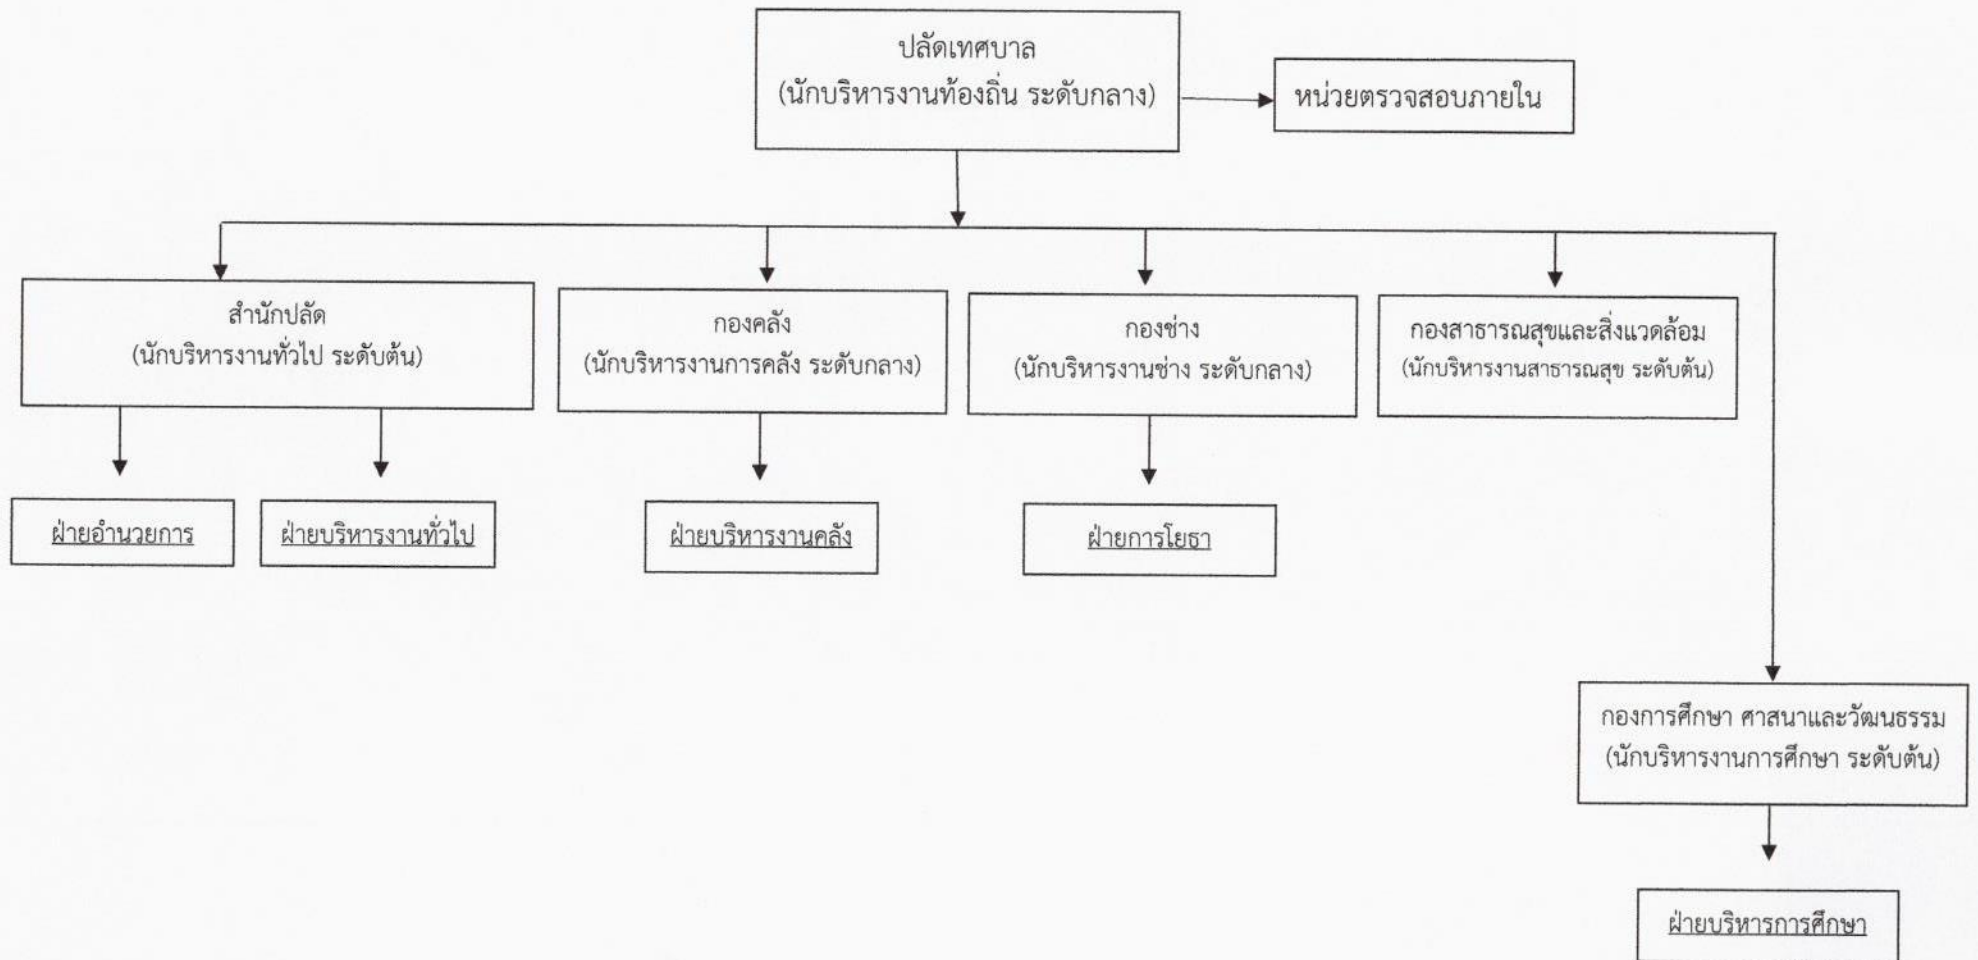 ปลัดเทศบาล
(นักบริหารงานท้องถิ่น ระดับกลาง)
หน่วยตรวจสอบภายใน
สำนักปลัด
(นักบริหารงานทั่วไป ระดับต้น)
กองคลัง
(นักบริหารงานการคลัง ระดับกลาง)
กองช่าง
(นักบริหารงานช่าง ระดับกลาง)
กองสาธารณสุขและสิ่งแวดล้อม
(นักบริหารงานสาธารณสุข ระดับต้น)
ฝ่ายอำนวยการ
ฝ่ายบริหารงานทั่วไป
ฝ่ายบริหารงานคลัง
ฝ่ายการโยธา
กองการศึกษา ศาสนาและวัฒนธรรม
(นักบริหารงานการศึกษา ระดับต้น)
ฝ่ายบริหารการศึกษา